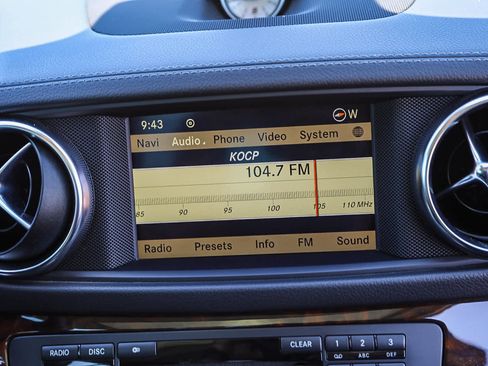 9:43 W
Navi Audio Phone Video System
KOCP
104.7 FM
85 90 95 100 105 110 MHz
Radio Presets Info FM Sound
RADIO DISC CLEAR 1 2 3
ABC DEF